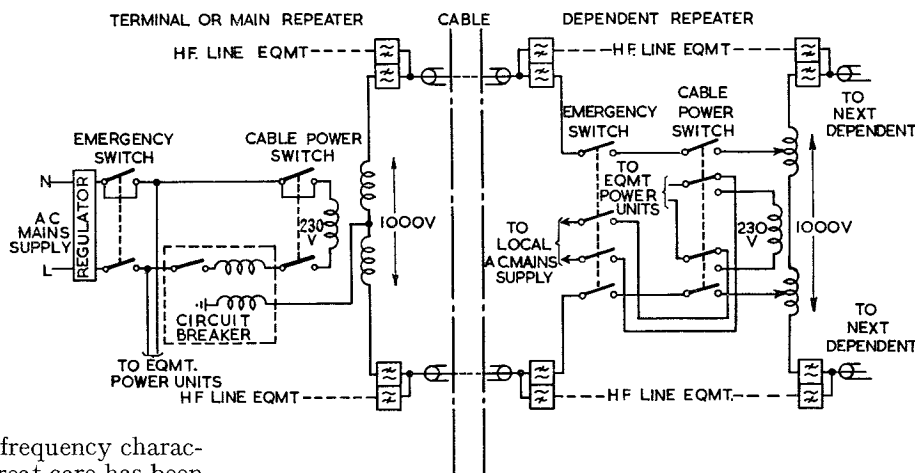 TERMINAL OR MAIN REPEATER
CABLE
DEPENDENT REPEATER
H.F. LINE EQMT
H.F. LINE EQMT
EMERGENCY
SWITCH
CABLE POWER
SWITCH
EMERGENCY
SWITCH
CABLE
POWER
SWITCH
TO
NEXT
DEPENDENT
N
A C
MAINS
SUPPLY
L
REGULATOR
230
V
1000V
TO
EQMT
POWER
UNITS
TO
LOCAL
A.C.MAINS
SUPPLY
230
V
1000V
CIRCUIT
BREAKER
TO EQMT.
POWER UNITS
TO
NEXT
DEPENDENT
H F LINE EQMT.
H F LINE EQMT.
frequency charac-
reat care has been